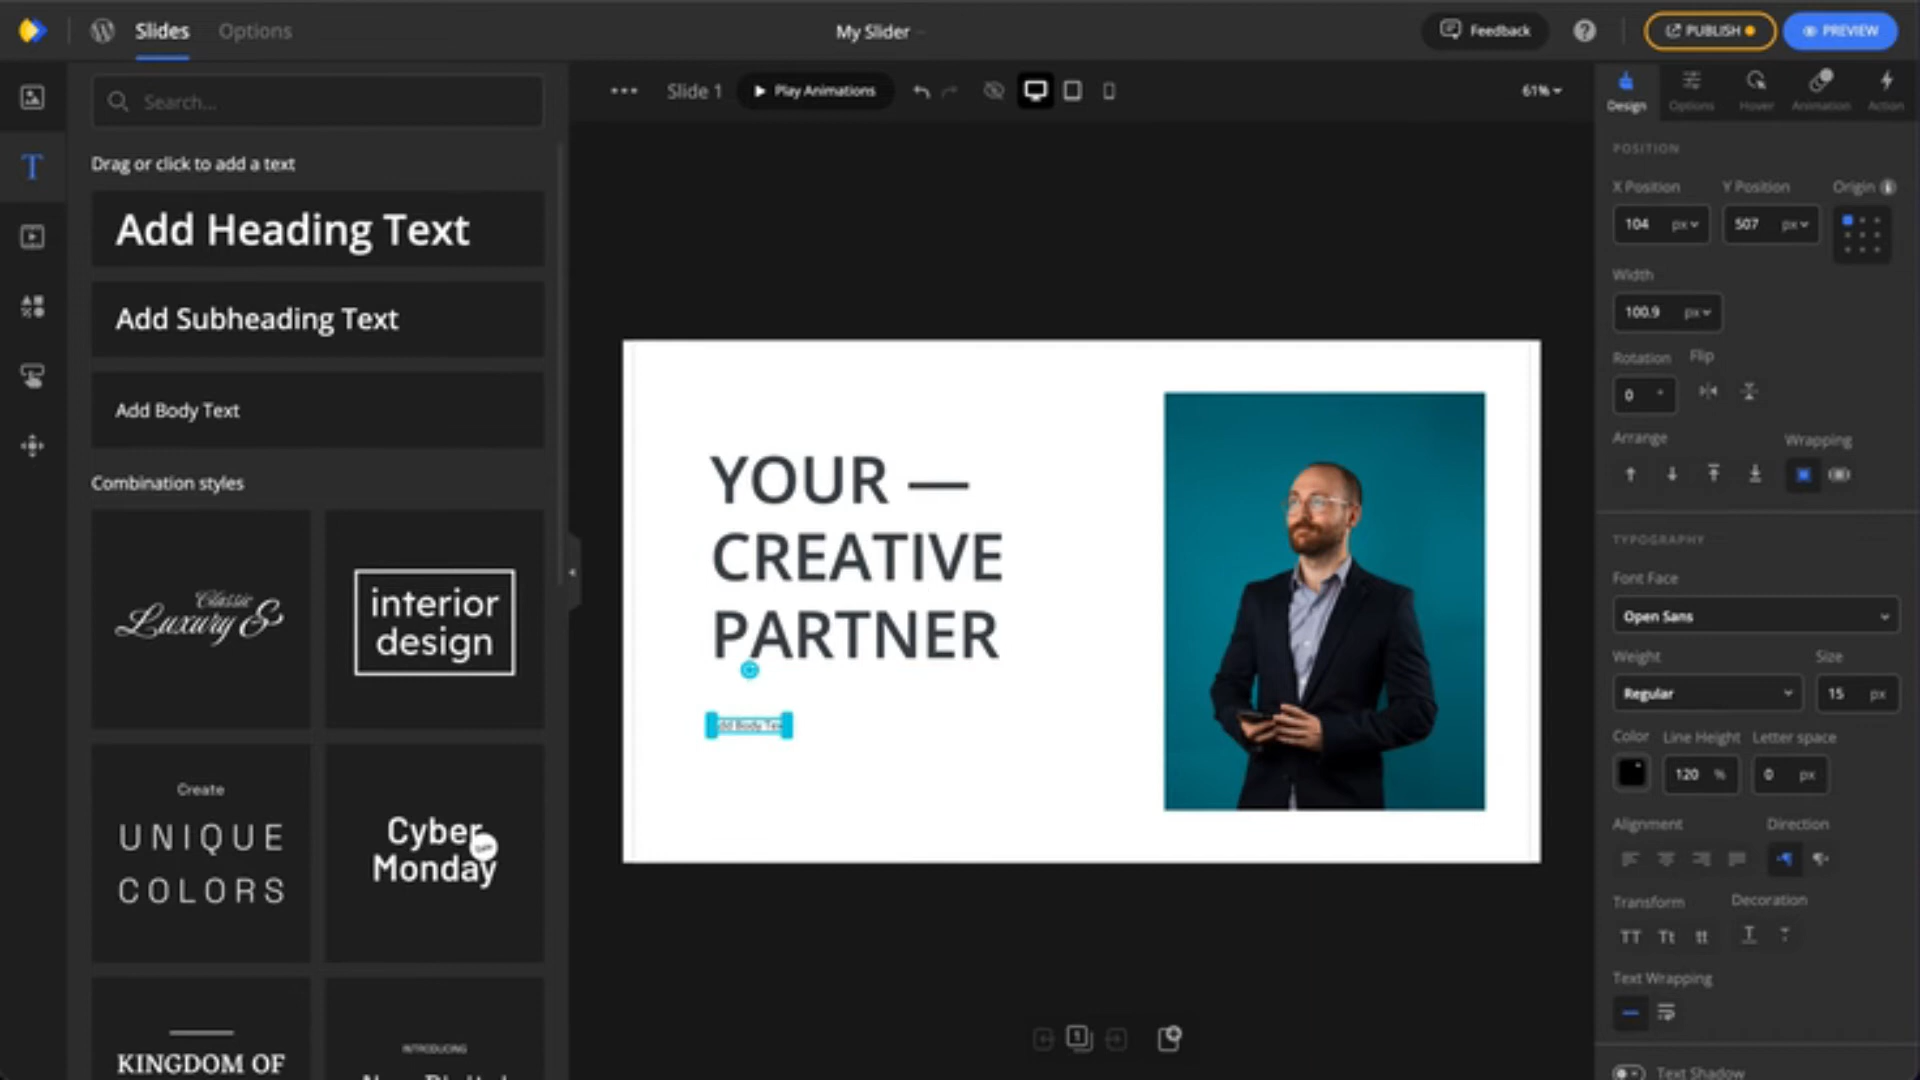 Slides
Options
My Slider
Feedback
PUBLISH
PREVIEW
Search...
Slide 1
Play Animations
61%
Design
Options
Hover
Animation
Action
Drag or click to add a text
Add Heading Text
Add Subheading Text
Add Body Text
Combination styles
Classic
Luxury &
interior
design
Create
UNIQUE
COLORS
Cyber
Monday
KINGDOM OF
INTRODUCING
YOUR —
CREATIVE
PARTNER
1
POSITION
X Position
Y Position
Origin
104 px
507 px
Width
100.9 px
Rotation
Flip
0 °
Arrange
Wrapping
TYPOGRAPHY
Font Face
Open Sans
Weight
Size
Regular
15 px
Color
Line Height
Letter space
120 %
0 px
Alignment
Direction
Transform
Decoration
TT
Tt
tt
T
Text Wrapping
Text Shadow